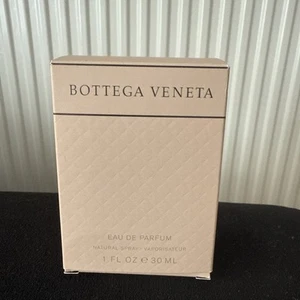 BOTTEGA VENETA
EAU DE PARFUM
NATURAL SPRAY - VAPORISATEUR
1 FL OZ ℮ 30 ML